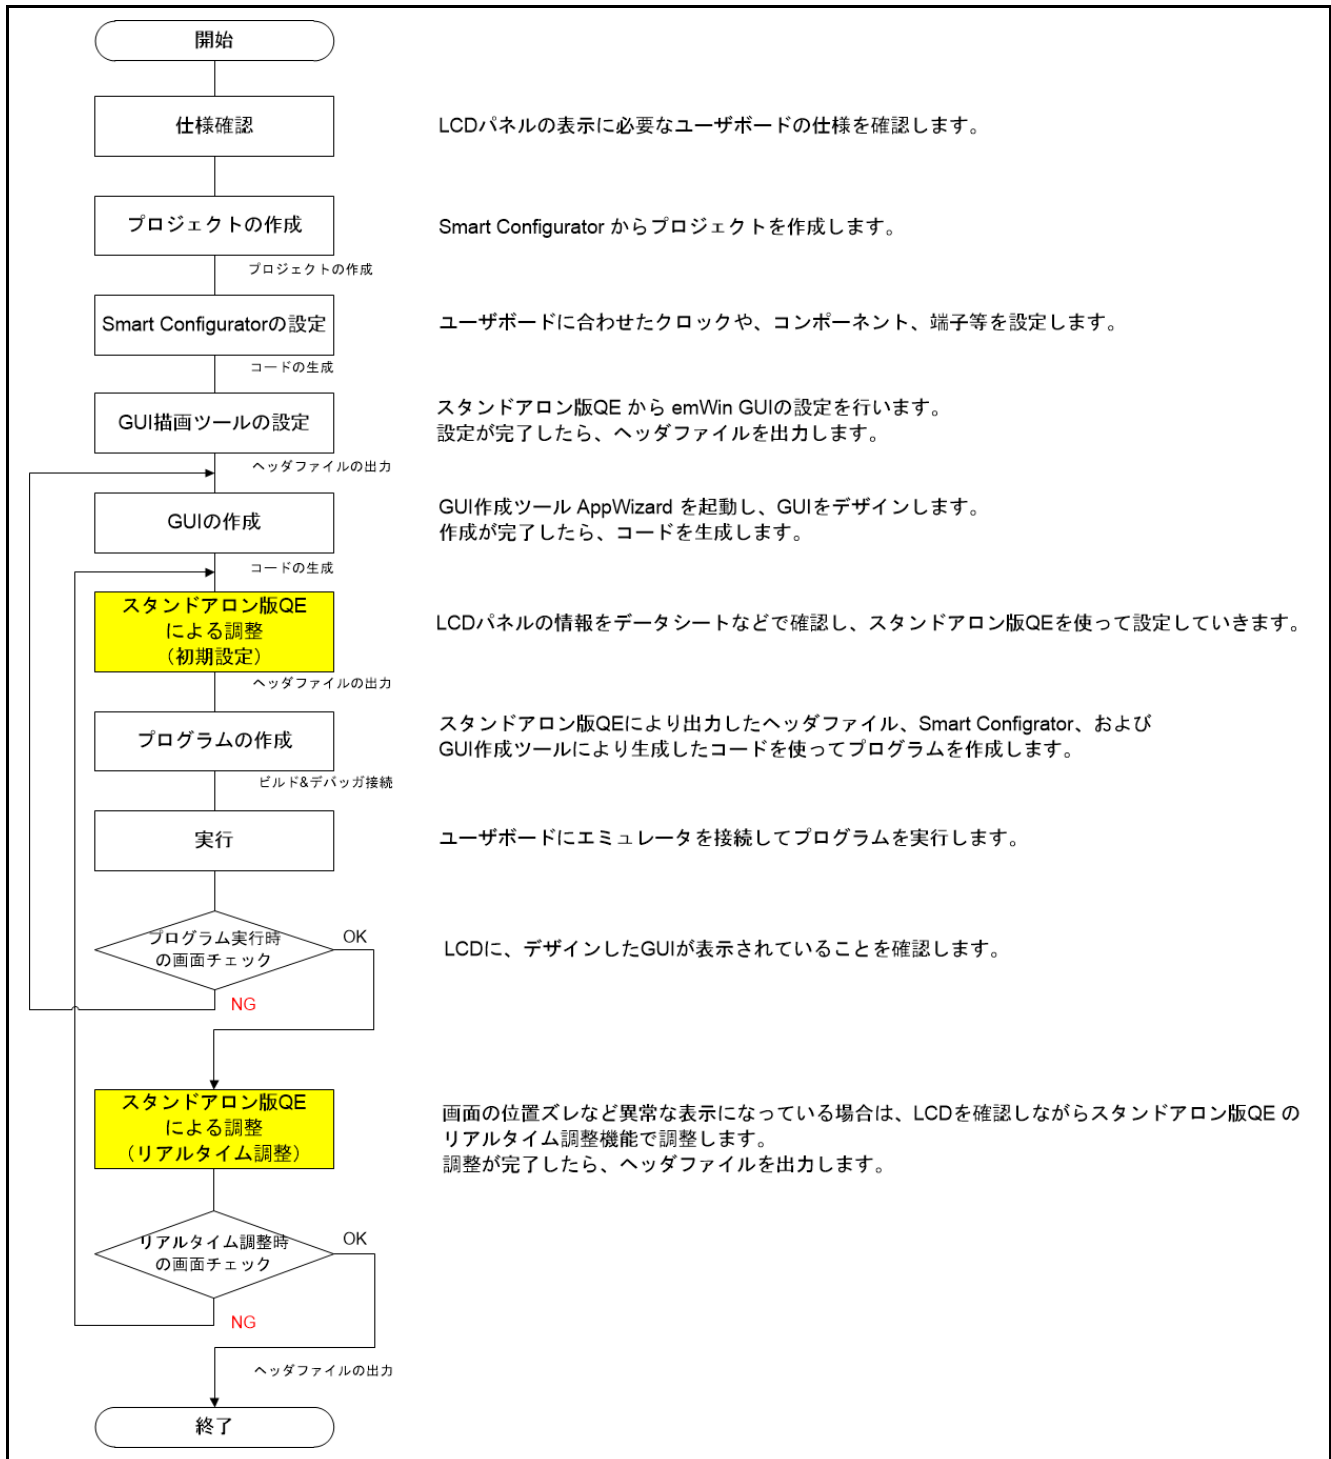 開始
仕様確認
LCDパネルの表示に必要なユーザボードの仕様を確認します。
プロジェクトの作成
Smart Configurator からプロジェクトを作成します。
プロジェクトの作成
Smart Configuratorの設定
ユーザボードに合わせたクロックや、コンポーネント、端子等を設定します。
コードの生成
GUI描画ツールの設定
スタンドアロン版QE から emWin GUIの設定を行います。
設定が完了したら、ヘッダファイルを出力します。
ヘッダファイルの出力
GUIの作成
GUI作成ツール AppWizard を起動し、GUIをデザインします。
作成が完了したら、コードを生成します。
コードの生成
スタンドアロン版QE
による調整
（初期設定）
LCDパネルの情報をデータシートなどで確認し、スタンドアロン版QEを使って設定していきます。
ヘッダファイルの出力
プログラムの作成
スタンドアロン版QEにより出力したヘッダファイル、Smart Configrator、および
GUI作成ツールにより生成したコードを使ってプログラムを作成します。
ビルド&デバッガ接続
実行
ユーザボードにエミュレータを接続してプログラムを実行します。
プログラム実行時
の画面チェック
OK
LCDに、デザインしたGUIが表示されていることを確認します。
NG
スタンドアロン版QE
による調整
（リアルタイム調整）
画面の位置ズレなど異常な表示になっている場合は、LCDを確認しながらスタンドアロン版QE の
リアルタイム調整機能で調整します。
調整が完了したら、ヘッダファイルを出力します。
リアルタイム調整時
の画面チェック
OK
NG
ヘッダファイルの出力
終了